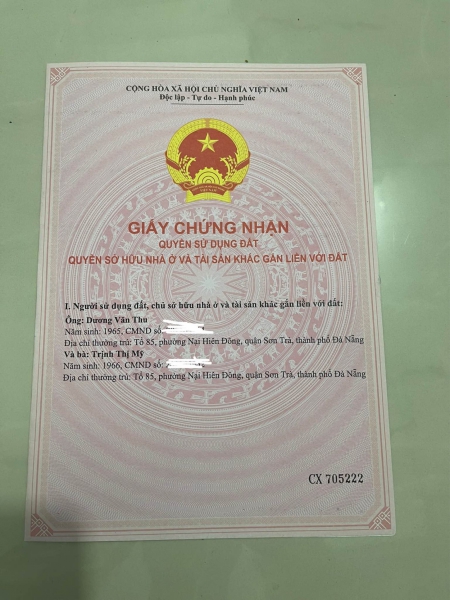 CỘNG HÒA XÃ HỘI CHỦ NGHĨA VIỆT NAM
Độc lập - Tự do - Hạnh phúc
GIẤY CHỨNG NHẬN
QUYỀN SỬ DỤNG ĐẤT
QUYỀN SỞ HỮU NHÀ Ở VÀ TÀI SẢN KHÁC GẮN LIỀN VỚI ĐẤT
I. Người sử dụng đất, chủ sở hữu nhà ở và tài sản khác gắn liền với đất:
Ông: Dương Văn Thu
Năm sinh: 1965, CMND số:
Địa chỉ thường trú: Tổ 85, phường Nại Hiên Đông, quận Sơn Trà, thành phố Đà Nẵng
Và bà: Trịnh Thị Mỹ
Năm sinh: 1966, CMND số:
Địa chỉ thường trú: Tổ 85, phường Nại Hiên Đông, quận Sơn Trà, thành phố Đà Nẵng
CX 705222